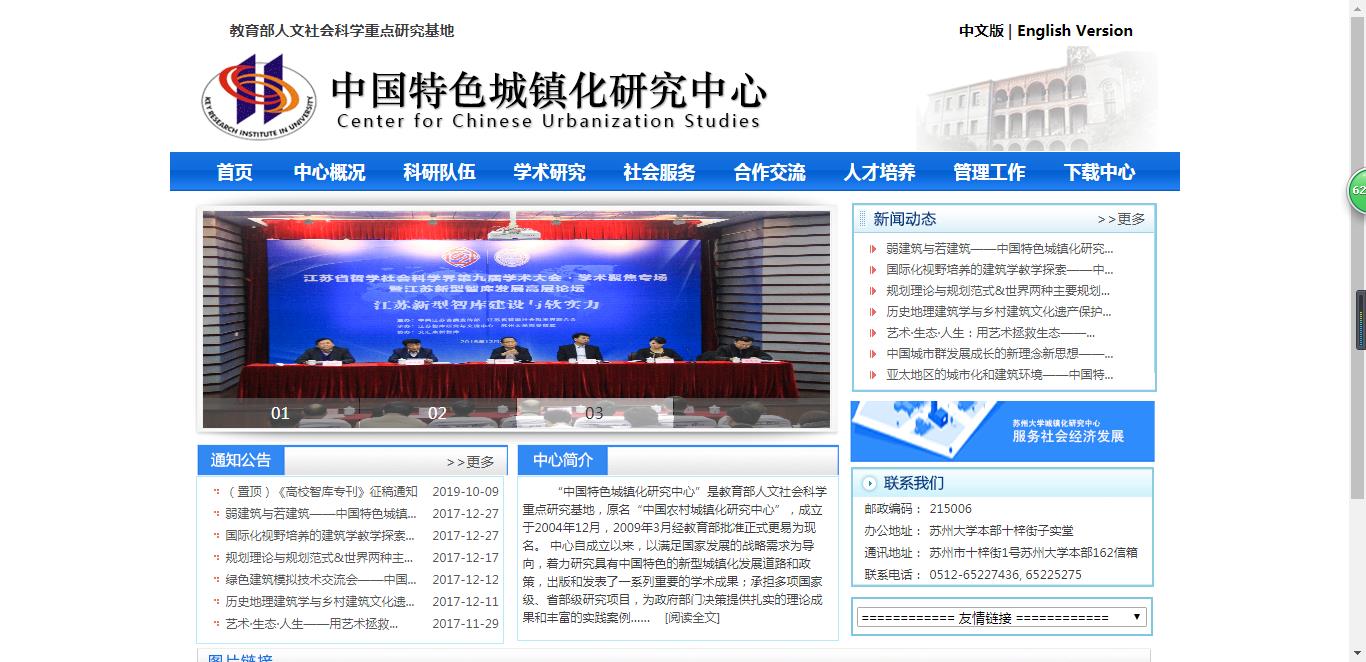 教育部人文社会科学重点研究基地
中文版 | English Version
KEY RESEARCH INSTITUTE IN UNIVERSITY
中国特色城镇化研究中心
Center for Chinese Urbanization Studies
首页 中心概况 科研队伍 学术研究 社会服务 合作交流 人才培养 管理工作 下载中心
62
江苏省哲学社会科学界第九届学术大会·学术聚焦专场
暨江苏新型智库发展高层论坛
江苏新型智库建设与软实力
01 02 03
新闻动态 >>更多
弱建筑与若建筑——中国特色城镇化研究...
国际化视野培养的建筑学教学探索——中...
规划理论与规划范式&世界两种主要规划...
历史地理建筑学与乡村建筑文化遗产保护...
艺术·生态·人生：用艺术拯救生态——...
中国城市群发展成长的新理念新思想——...
亚太地区的城市化和建筑环境——中国特...
苏州大学城镇化研究中心
服务社会经济发展
通知公告 >>更多
（置顶）《高校智库专刊》征稿通知 2019-10-09
弱建筑与若建筑——中国特色城镇... 2017-12-27
国际化视野培养的建筑学教学探索... 2017-12-27
规划理论与规划范式&世界两种主... 2017-12-17
绿色建筑模拟技术交流会——中国... 2017-12-12
历史地理建筑学与乡村建筑文化遗... 2017-12-11
艺术·生态·人生——用艺术拯救... 2017-11-29
中心简介
“中国特色城镇化研究中心”是教育部人文社会科学
重点研究基地，原名“中国农村城镇化研究中心”，成立
于2004年12月，2009年3月经教育部批准正式更易为现
名。 中心自成立以来，以满足国家发展的战略需求为导
向，着力研究具有中国特色的新型城镇化发展道路和政
策，出版和发表了一系列重要的学术成果；承担多项国家
级、省部级研究项目，为政府部门决策提供扎实的理论成
果和丰富的实践案例...... [阅读全文]
联系我们
邮政编码： 215006
办公地址： 苏州大学本部十梓街子实堂
通讯地址： 苏州市十梓街1号苏州大学本部162信箱
联系电话： 0512-65227436, 65225275
============ 友情链接 ============
图片链接